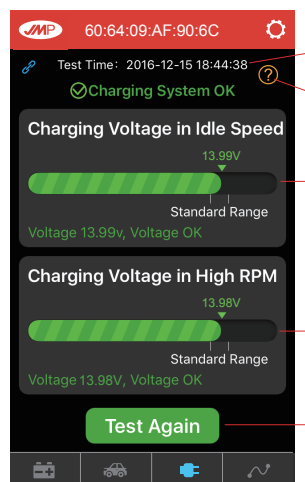 JMP 60:64:09:AF:90:6C
Test Time: 2016-12-15 18:44:38
?
Charging System OK
Charging Voltage in Idle Speed
13.99V
Standard Range
Voltage 13.99v, Voltage OK
Charging Voltage in High RPM
13.98V
Standard Range
Voltage 13.98V, Voltage OK
Test Again